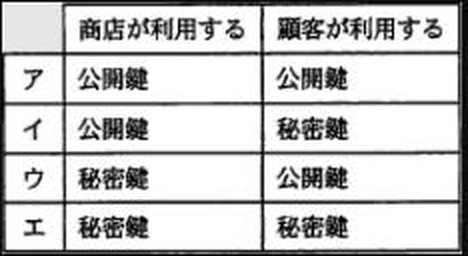 商店が利用する 顧客が利用する
ア 公開鍵 公開鍵
イ 公開鍵 秘密鍵
ウ 秘密鍵 公開鍵
エ 秘密鍵 秘密鍵